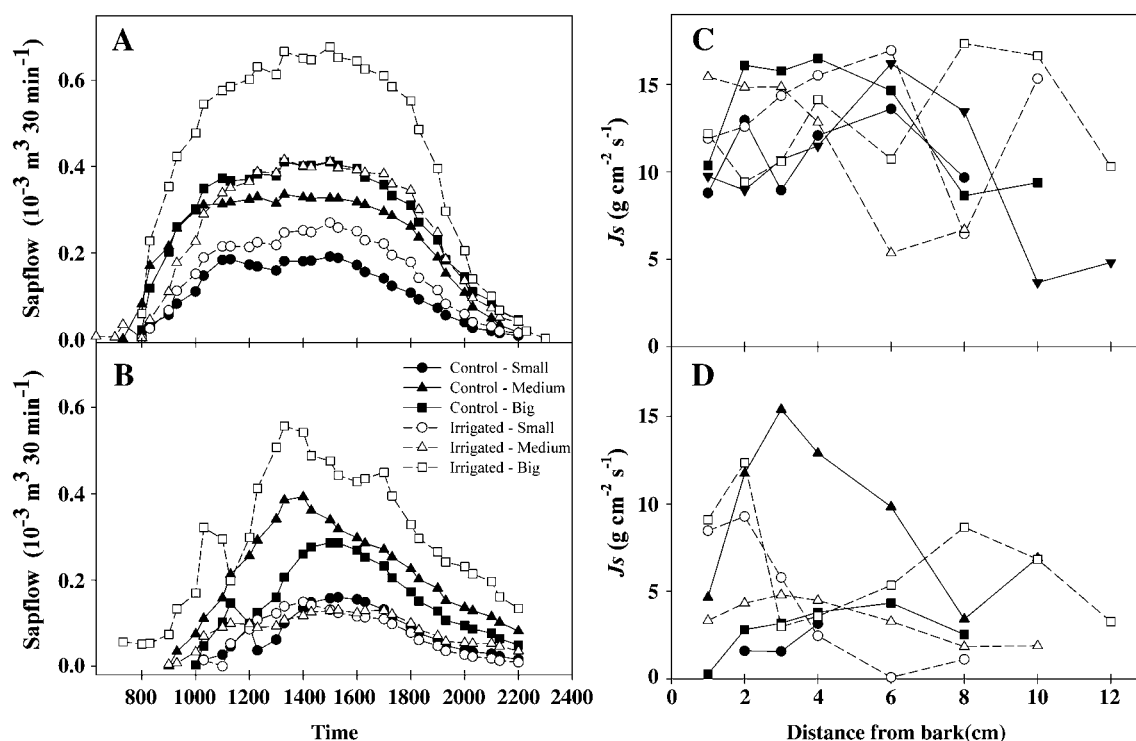 A
Sapflow (10⁻³ m³ 30 min⁻¹)
0.6
0.4
0.2
0.0
B
Sapflow (10⁻³ m³ 30 min⁻¹)
0.6
0.4
0.2
0.0
Control - Small
Control - Medium
Control - Big
Irrigated - Small
Irrigated - Medium
Irrigated - Big
800 1000 1200 1400 1600 1800 2000 2200 2400
Time
C
Js (g cm⁻² s⁻¹)
15
10
5
0
D
Js (g cm⁻² s⁻¹)
15
10
5
0
0 2 4 6 8 10 12
Distance from bark(cm)